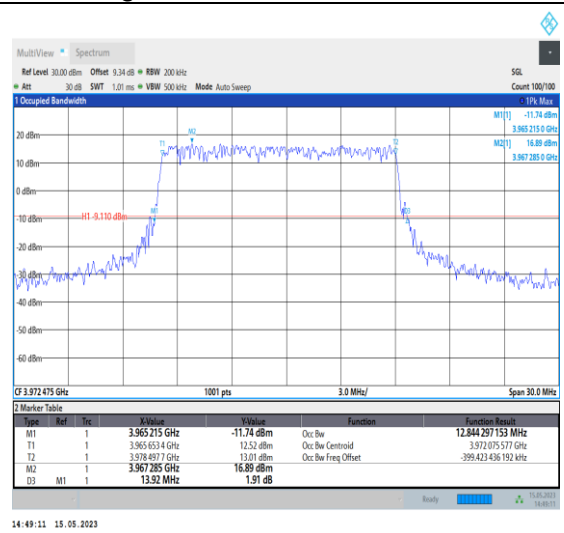 MultiView Spectrum
Ref Level 30.00 dBm Offset 9.34 dB RBW 200 kHz SGL
Att 30 dB SWT 1.01 ms VBW 500 kHz Mode Auto Sweep Count 100/100
1 Occupied Bandwidth 1Pk Max
M1[1] -11.74 dBm
3.965 215 0 GHz
M2[1] 16.89 dBm
3.967 285 0 GHz
20 dBm
M2
T1
T2
10 dBm
0 dBm
M1
D3
-10 dBm
H1 -9.110 dBm
-20 dBm
-30 dBm
-40 dBm
-50 dBm
-60 dBm
CF 3.972 475 GHz 1001 pts 3.0 MHz/ Span 30.0 MHz
2 Marker Table
Type Ref Trc X-Value Y-Value Function Function Result
M1 1 3.965 215 GHz -11.74 dBm Occ Bw 12.844 297 153 MHz
T1 1 3.965 653 4 GHz 12.52 dBm Occ Bw Centroid 3.972 075 577 GHz
T2 1 3.978 497 7 GHz 13.01 dBm Occ Bw Freq Offset -399.423 436 192 kHz
M2 1 3.967 285 GHz 16.89 dBm
D3 M1 1 13.92 MHz 1.91 dB
Ready 15.05.2023
14:49:11
14:49:11 15.05.2023